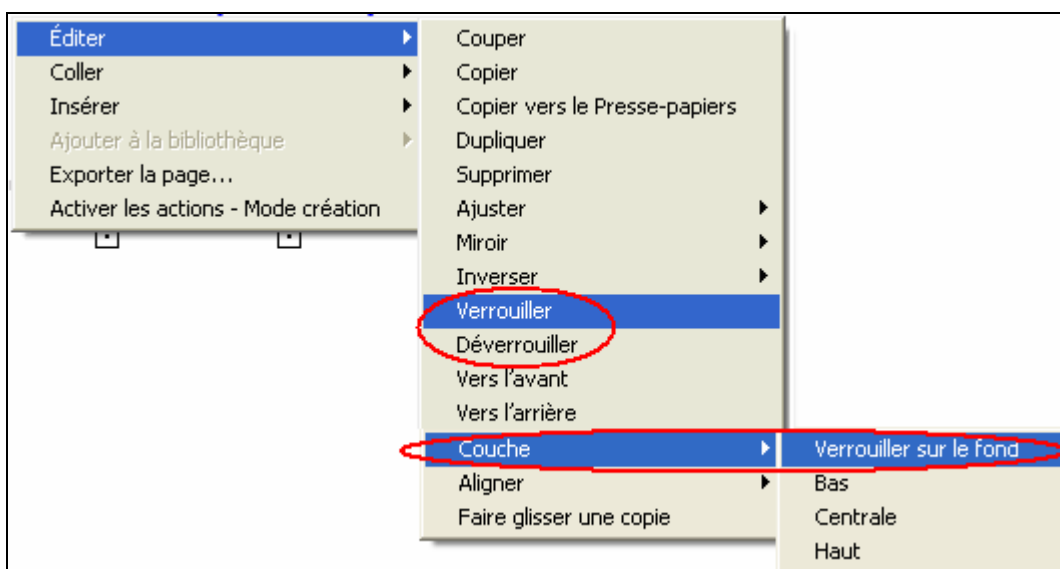 Éditer
Coller
Insérer
Ajouter à la bibliothèque
Exporter la page...
Activer les actions - Mode création
Couper
Copier
Copier vers le Presse-papiers
Dupliquer
Supprimer
Ajuster
Miroir
Inverser
Verrouiller
Déverrouiller
Vers l'avant
Vers l'arrière
Couche
Aligner
Faire glisser une copie
Verrouiller sur le fond
Bas
Centrale
Haut